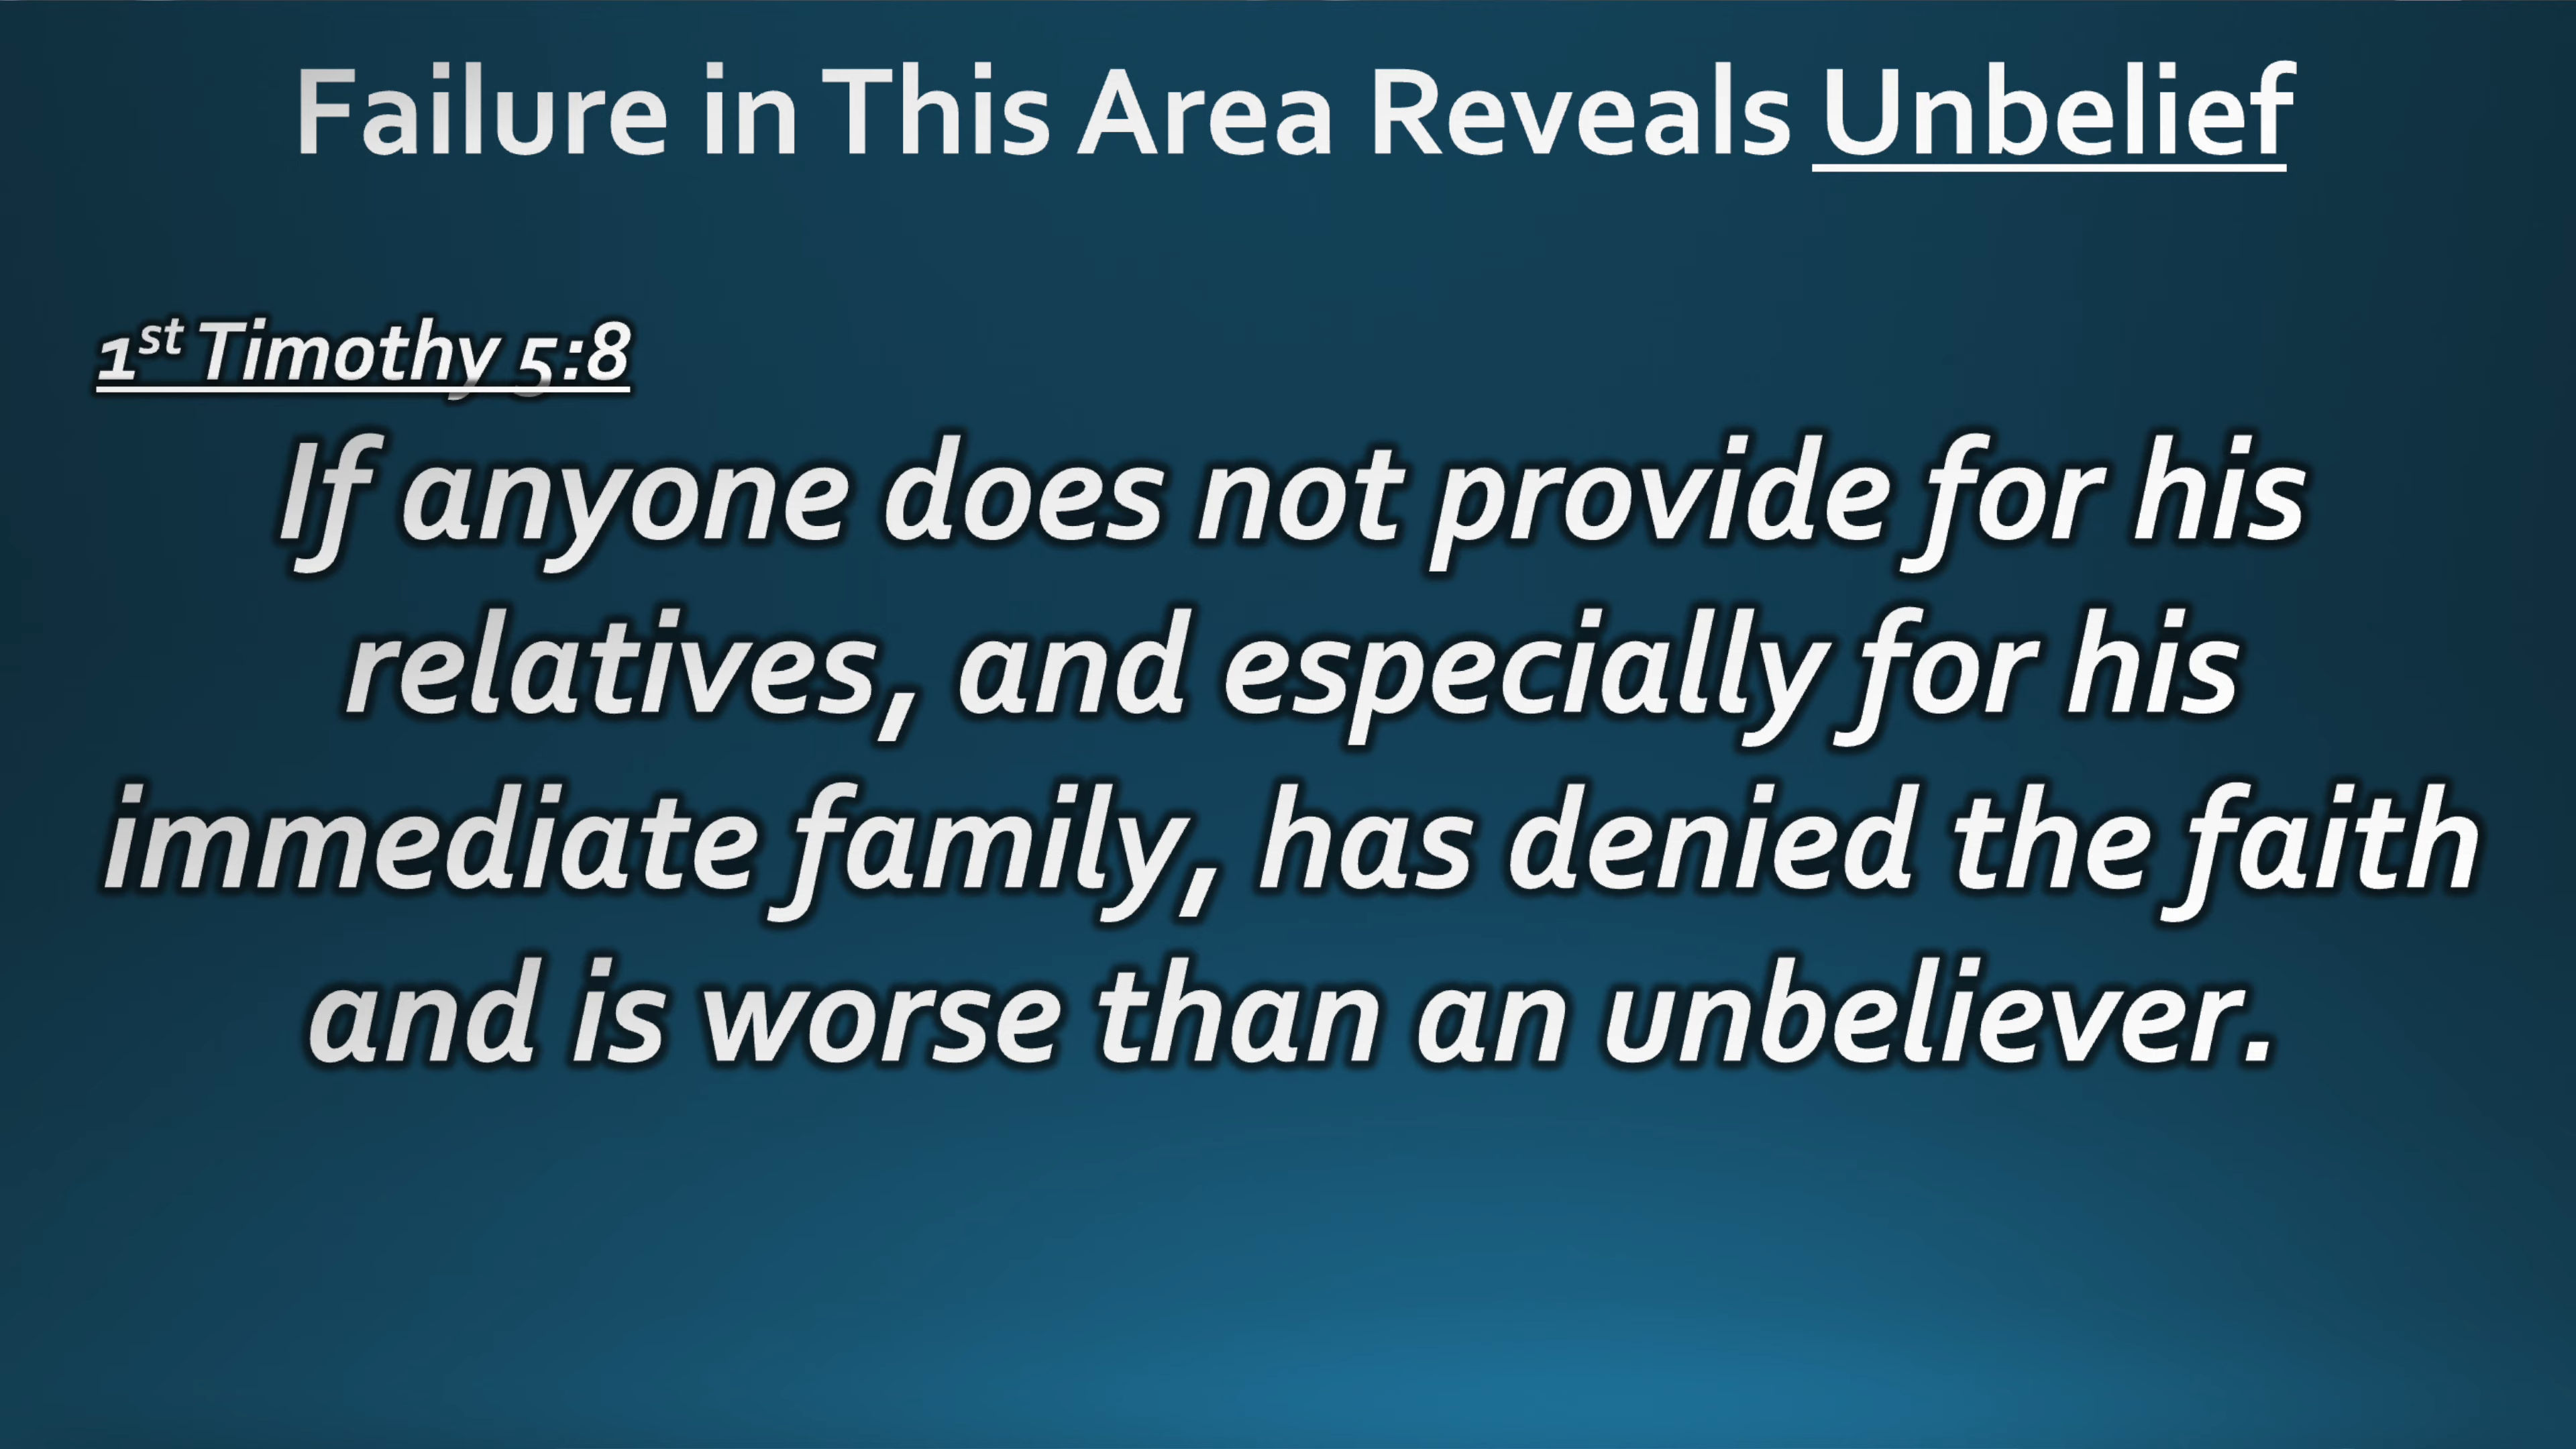 Failure in This Area Reveals Unbelief
1st Timothy 5:8
If anyone does not provide for his
relatives, and especially for his
immediate family, has denied the faith
and is worse than an unbeliever.